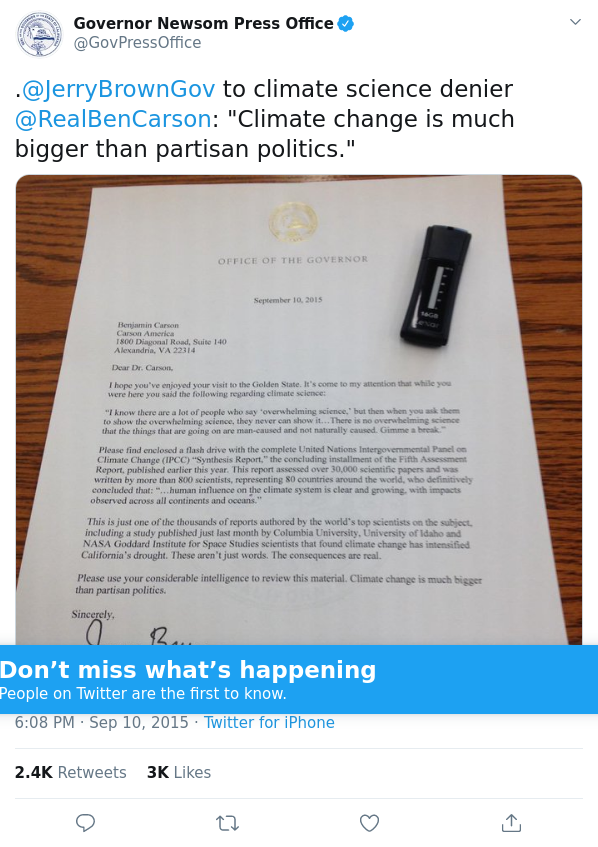 Governor Newsom Press Office
@GovPressOffice
.@JerryBrownGov to climate science denier
@RealBenCarson: "Climate change is much
bigger than partisan politics."
OFFICE OF THE GOVERNOR
September 10, 2015
16GB
Benjamin Carson
Carson America
1800 Diagonal Road, Suite 140
Alexandria, VA 22314
Dear Dr. Carson,
I hope you've enjoyed your visit to the Golden State. It's come to my attention that while you
were here you said the following regarding climate science:
"I know there are a lot of people who say 'overwhelming science,' but then when you ask them
to show the overwhelming science, they never can show it…There is no overwhelming science
that the things that are going on are man-caused and not naturally caused. Gimme a break."
Please find enclosed a flash drive with the complete United Nations Intergovernmental Panel on
Climate Change (IPCC) "Synthesis Report," the concluding installment of the Fifth Assessment
Report, published earlier this year. This report assessed over 30,000 scientific papers and was
written by more than 800 scientists, representing 80 countries around the world, who definitively
concluded that: "…human influence on the climate system is clear and growing, with impacts
observed across all continents and oceans."
This is just one of the thousands of reports authored by the world's top scientists on the subject,
including a study published just last month by Columbia University, University of Idaho and
NASA Goddard Institute for Space Studies scientists that found climate change has intensified
California's drought. These aren't just words. The consequences are real.
Please use your considerable intelligence to review this material. Climate change is much bigger
than partisan politics.
Sincerely,
Don't miss what's happening
People on Twitter are the first to know.
6:08 PM · Sep 10, 2015 · Twitter for iPhone
2.4K Retweets 3K Likes